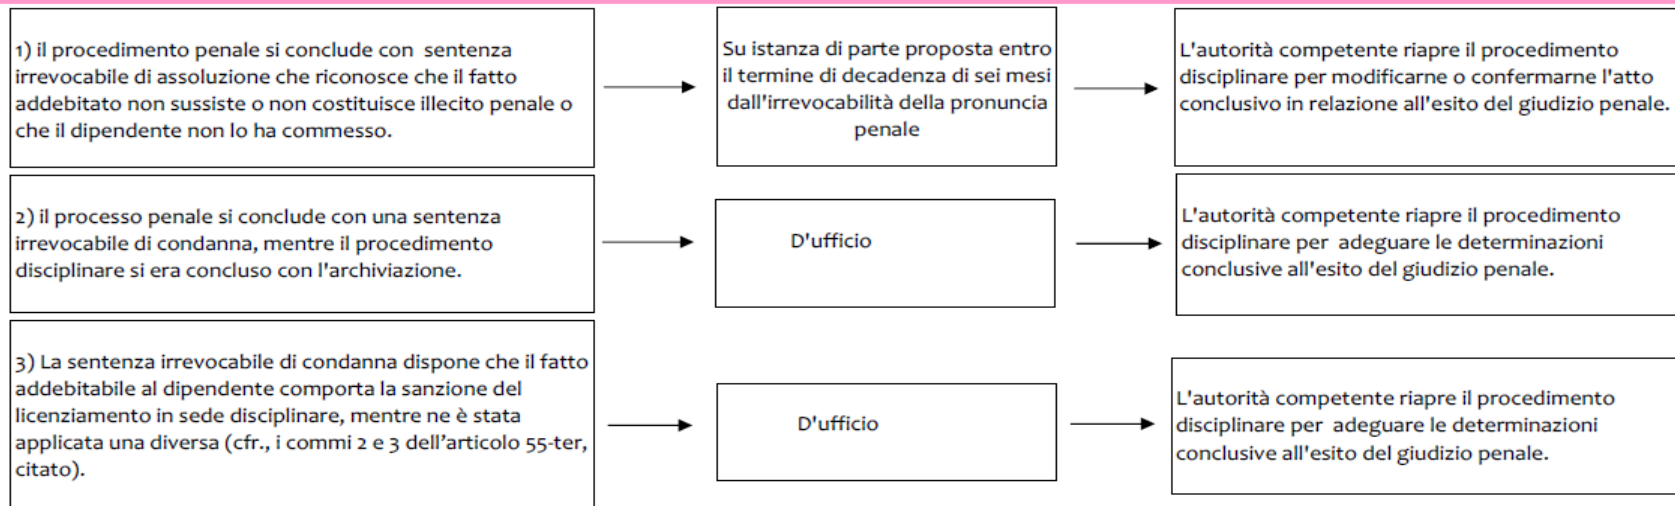 1) il procedimento penale si conclude con sentenza
irrevocabile di assoluzione che riconosce che il fatto
addebitato non sussiste o non costituisce illecito penale o
che il dipendente non lo ha commesso.
Su istanza di parte proposta entro
il termine di decadenza di sei mesi
dall'irrevocabilità della pronuncia
penale
L'autorità competente riapre il procedimento
disciplinare per modificarne o confermarne l'atto
conclusivo in relazione all'esito del giudizio penale.
2) il processo penale si conclude con una sentenza
irrevocabile di condanna, mentre il procedimento
disciplinare si era concluso con l'archiviazione.
D'ufficio
L'autorità competente riapre il procedimento
disciplinare per adeguare le determinazioni
conclusive all'esito del giudizio penale.
3) La sentenza irrevocabile di condanna dispone che il fatto
addebitabile al dipendente comporta la sanzione del
licenziamento in sede disciplinare, mentre ne è stata
applicata una diversa (cfr., i commi 2 e 3 dell'articolo 55-ter,
citato).
D'ufficio
L'autorità competente riapre il procedimento
disciplinare per adeguare le determinazioni
conclusive all'esito del giudizio penale.